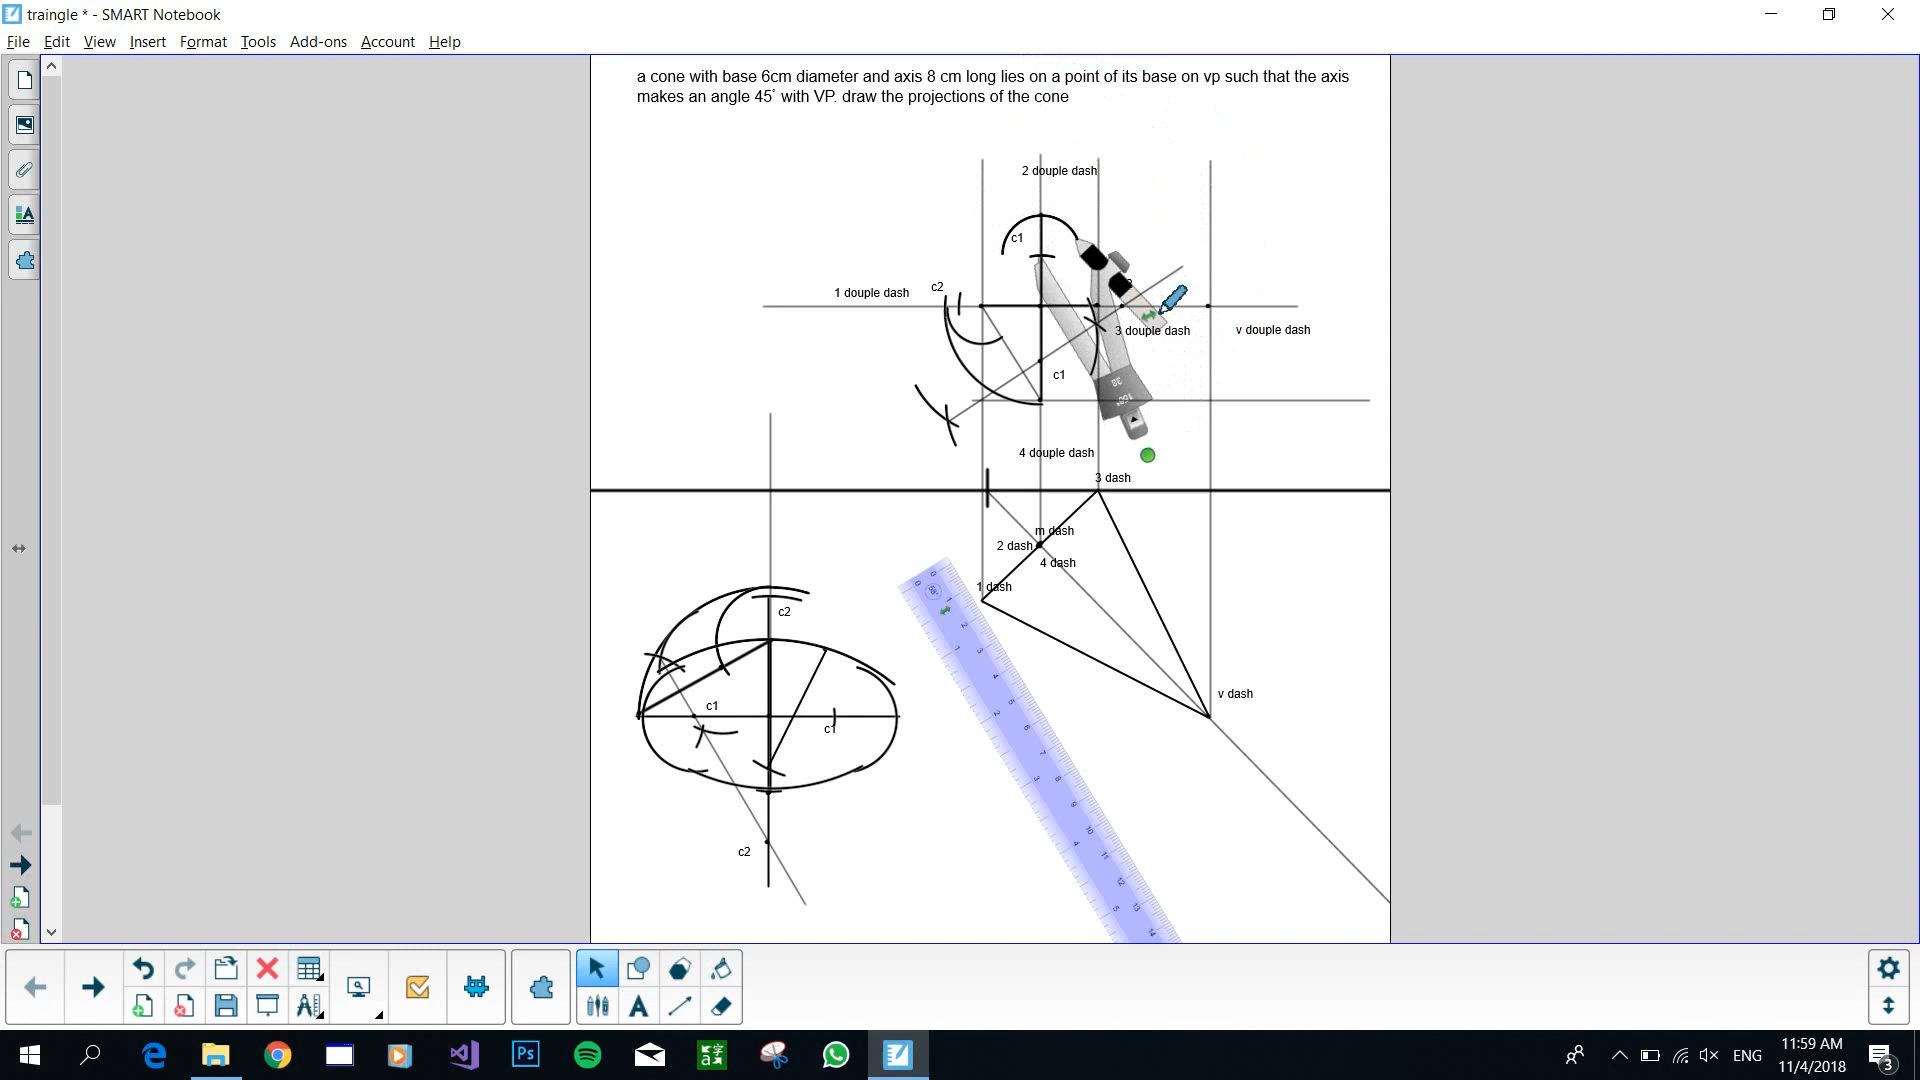 traingle * - SMART Notebook
File Edit View Insert Format Tools Add-ons Account Help
a cone with base 6cm diameter and axis 8 cm long lies on a point of its base on vp such that the axis
makes an angle 45° with VP. draw the projections of the cone
2 douple dash
c1
c2
1 douple dash
3 douple dash
v douple dash
c1
4 douple dash
3 dash
m dash
2 dash
4 dash
1 dash
c2
v dash
c1
c1
c2
ENG
11:59 AM
11/4/2018
3